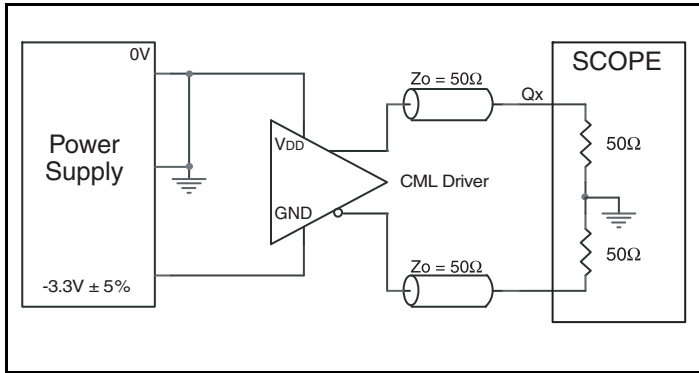 0V
SCOPE
Zo = 50Ω
Qx
Power
Supply
VDD
50Ω
CML Driver
GND
50Ω
Zo = 50Ω
-3.3V ± 5%